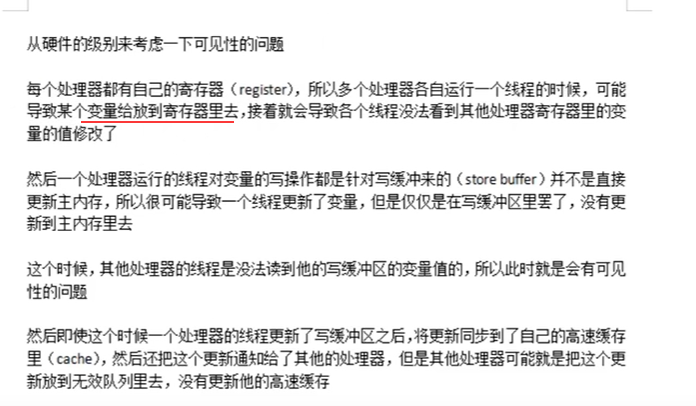 从硬件的级别来考虑一下可见性的问题
每个处理器都有自己的寄存器（register），所以多个处理器各自运行一个线程的时候，可能
导致某个变量给放到寄存器里去，接着就会导致各个线程没法看到其他处理器寄存器里的变
量的值修改了
然后一个处理器运行的线程对变量的写操作都是针对写缓冲来的（store buffer）并不是直接
更新主内存，所以很可能导致一个线程更新了变量，但是仅仅是在写缓冲区里罢了，没有更
新到主内存里去
这个时候，其他处理器的线程是没法读到他的写缓冲区的变量值的，所以此时就是会有可见
性的问题
然后即使这个时候一个处理器的线程更新了写缓冲区之后，将更新同步到了自己的高速缓存
里（cache），然后还把这个更新通知给了其他的处理器，但是其他处理器可能就是把这个更
新放到无效队列里去，没有更新他的高速缓存